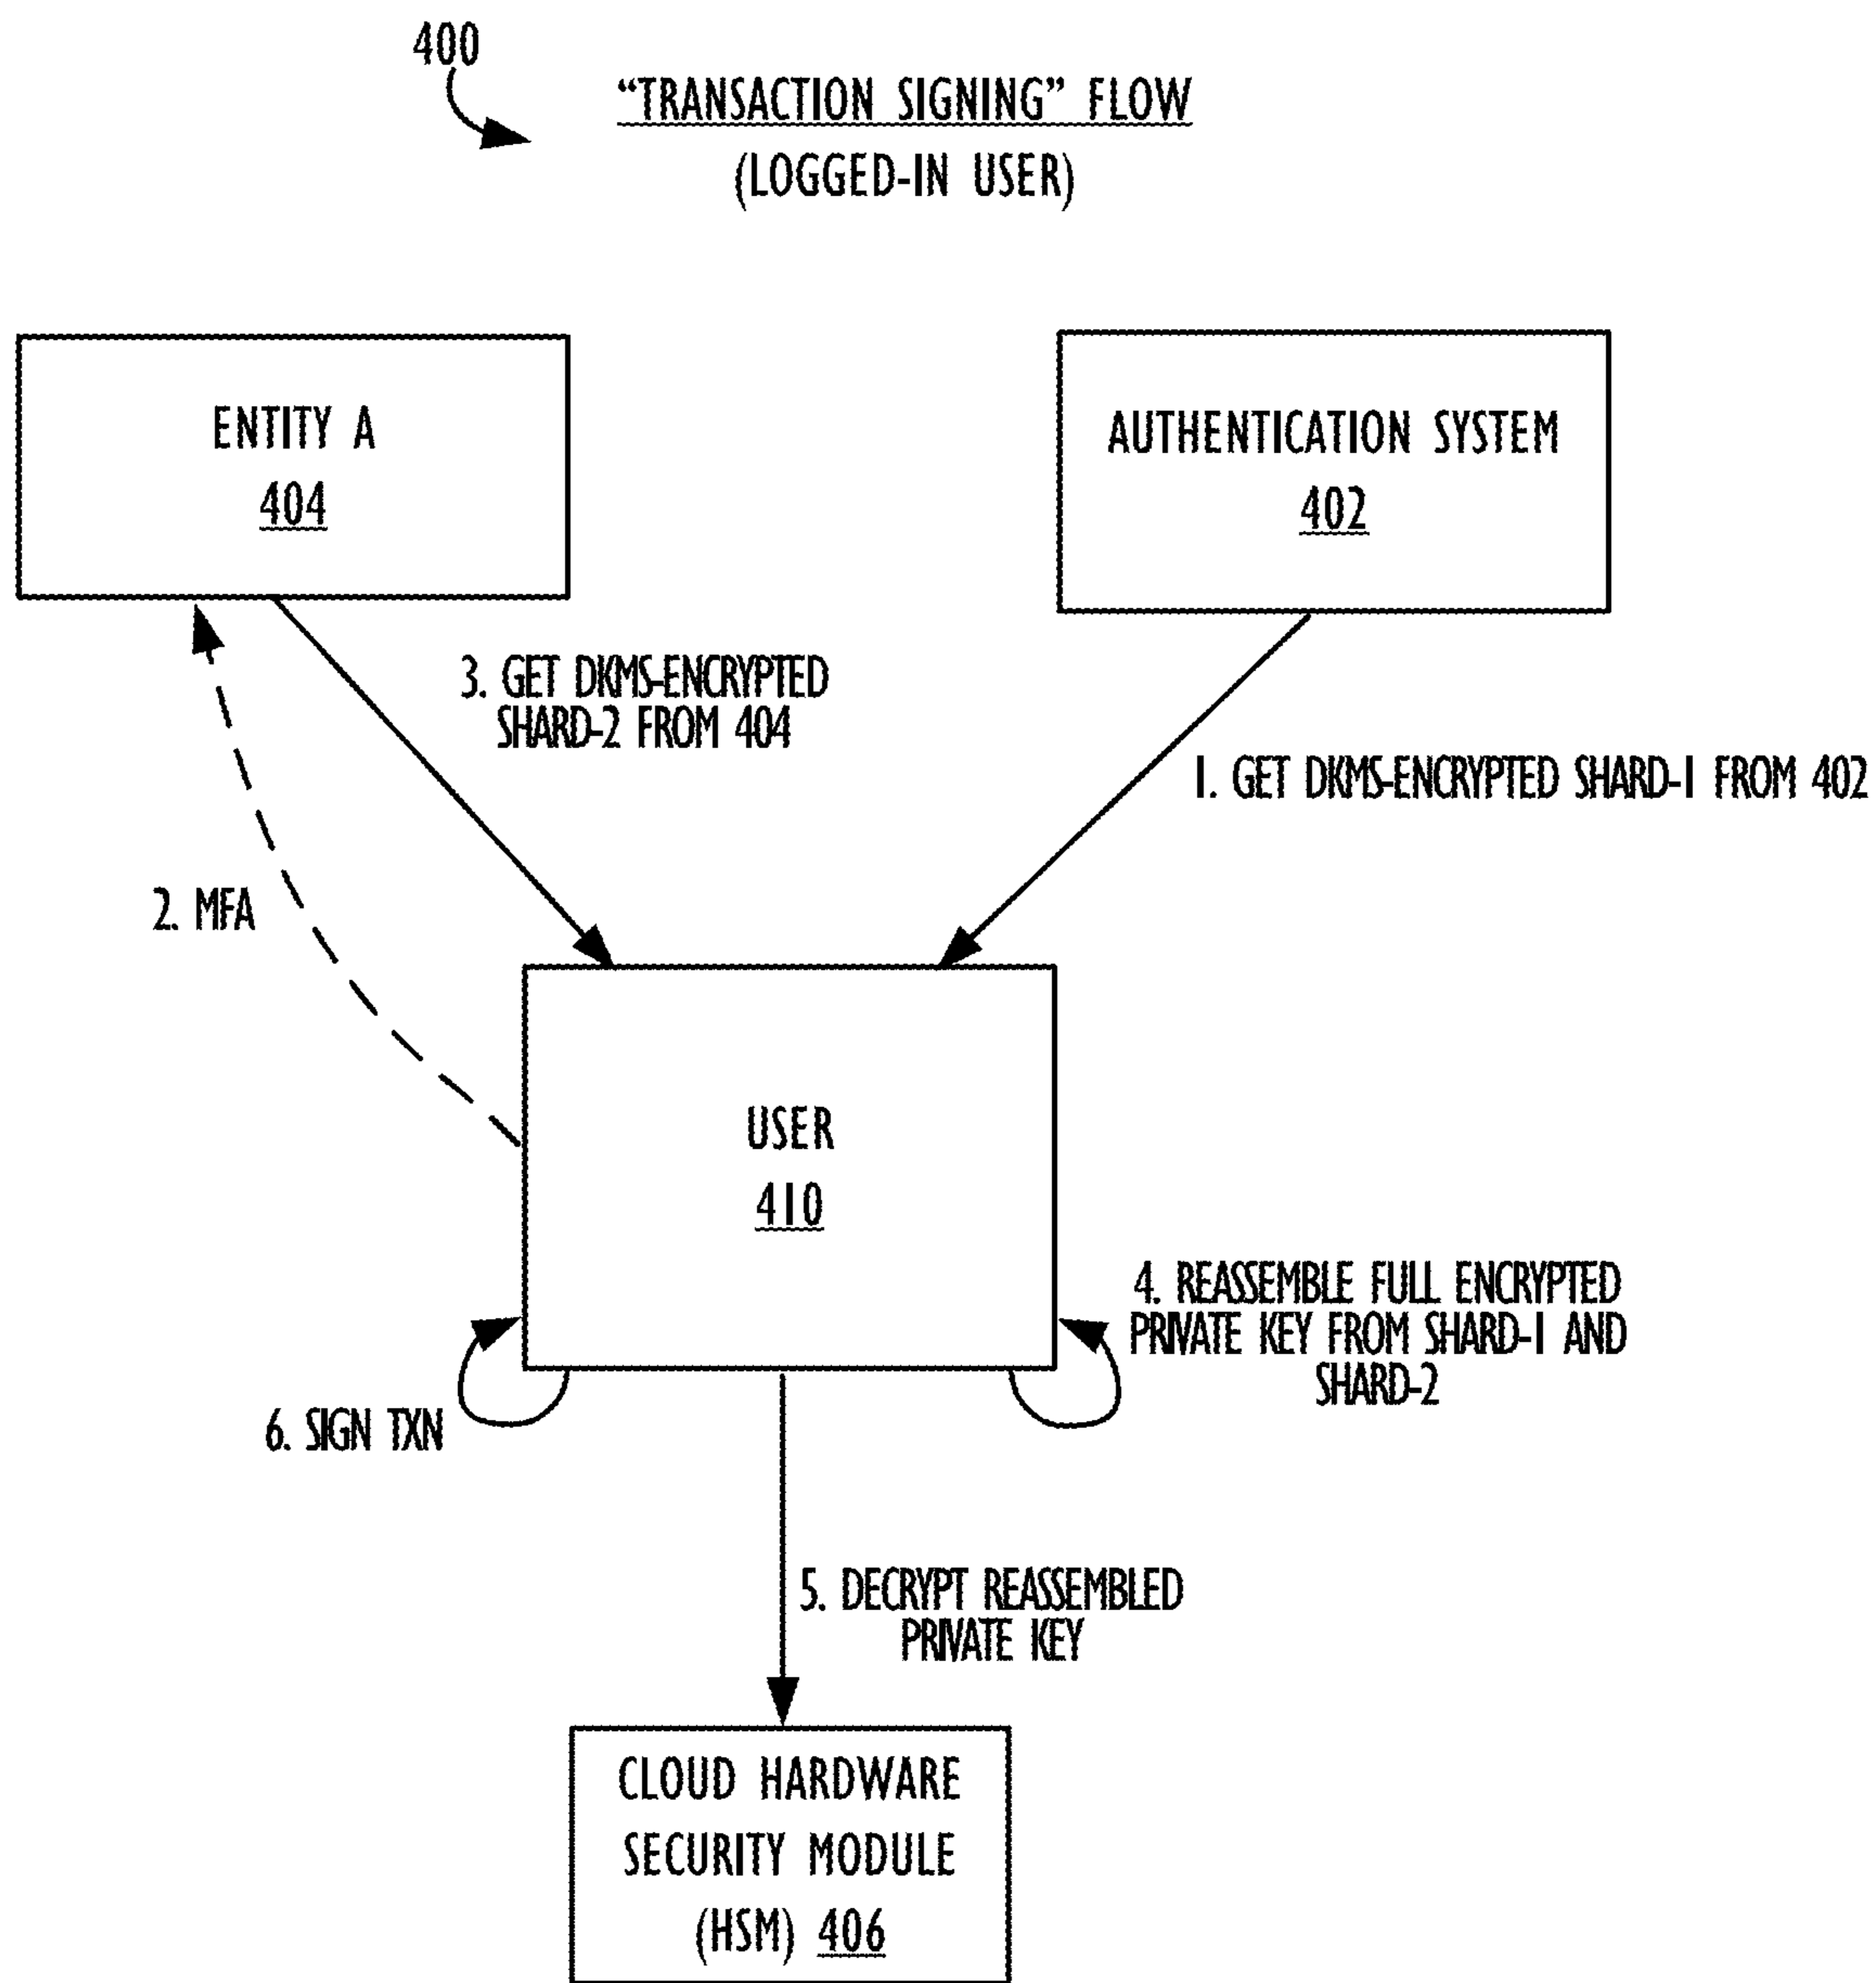 400
“TRANSACTION SIGNING” FLOW
(LOGGED-IN USER)
ENTITY A
404
AUTHENTICATION SYSTEM
402
3. GET DKMS-ENCRYPTED
SHARD-2 FROM 404
1. GET DKMS-ENCRYPTED SHARD-1 FROM 402
2. MFA
USER
410
4. REASSEMBLE FULL ENCRYPTED
PRIVATE KEY FROM SHARD-1 AND
SHARD-2
6. SIGN TXN
5. DECRYPT REASSEMBLED
PRIVATE KEY
CLOUD HARDWARE
SECURITY MODULE
(HSM) 406